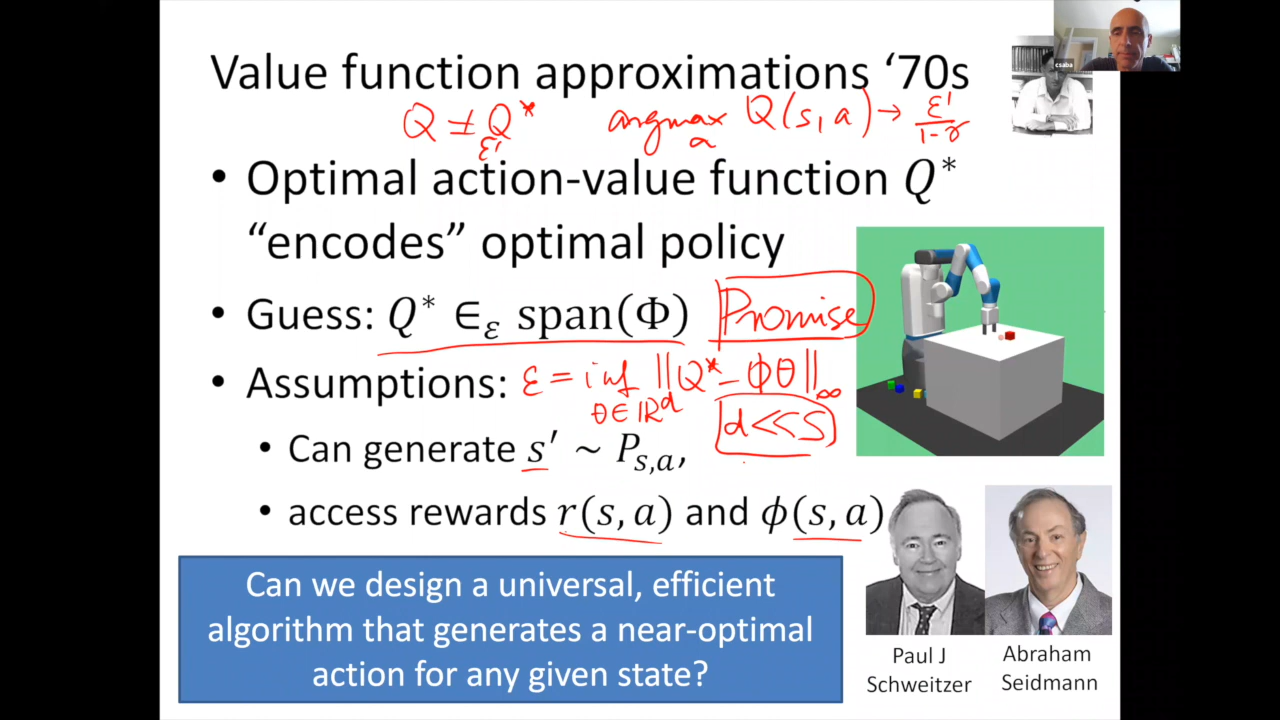 Value function approximations ‘70s
csaba
Q ≠ Q* argmax Q(s, a) → ε'
ε' a 1-γ
• Optimal action-value function Q*
“encodes” optimal policy
• Guess: Q* ∈ε span(Φ) Promise
• Assumptions: ε = inf ||Q* - ϕθ||∞
θ∈ℝᵈ d << S
• Can generate s′ ~ Pₛ,ₐ,
• access rewards r(s, a) and ϕ(s, a)
Can we design a universal, efficient
algorithm that generates a near-optimal
action for any given state?
Paul J
Schweitzer
Abraham
Seidmann